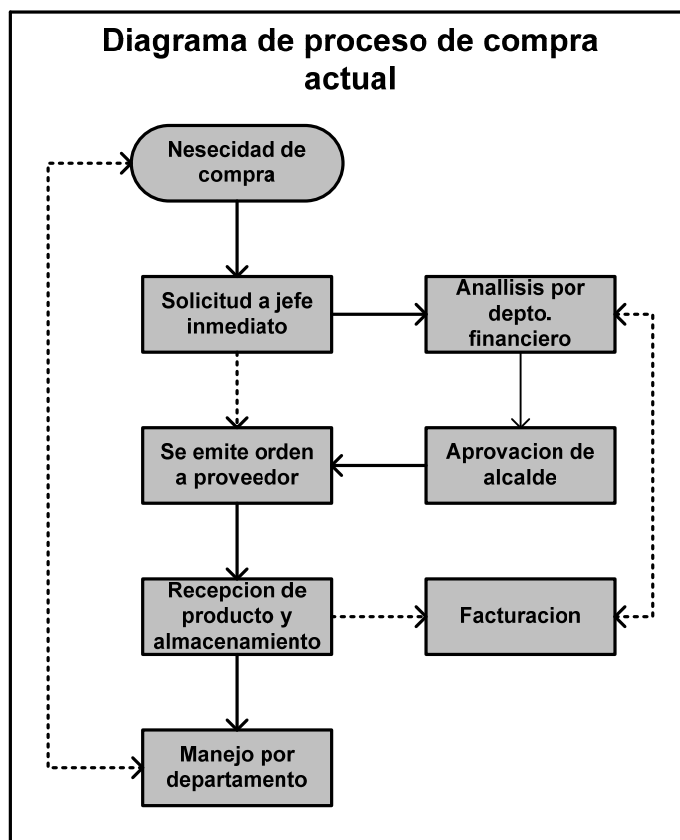 Diagrama de proceso de compra
actual
Nesecidad de
compra
Solicitud a jefe
inmediato
Anallisis por
depto.
financiero
Se emite orden
a proveedor
Aprovacion de
alcalde
Recepcion de
producto y
almacenamiento
Facturacion
Manejo por
departamento